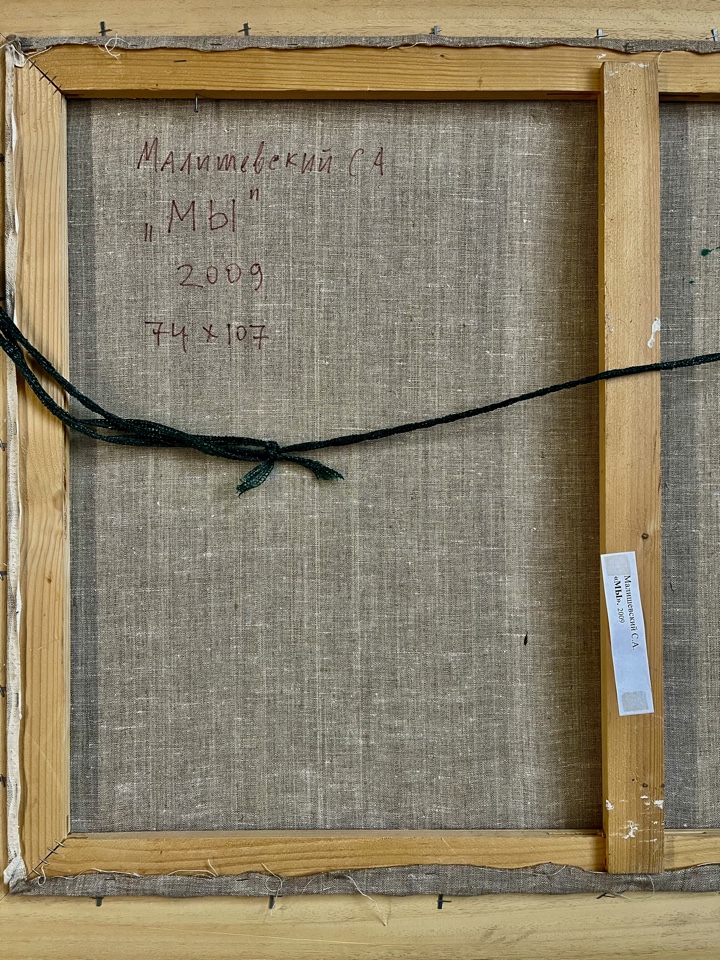 Малишевский С А
„МЫ"
2009
74 x 107
Малишевский С.А.
«МЫ», 2009